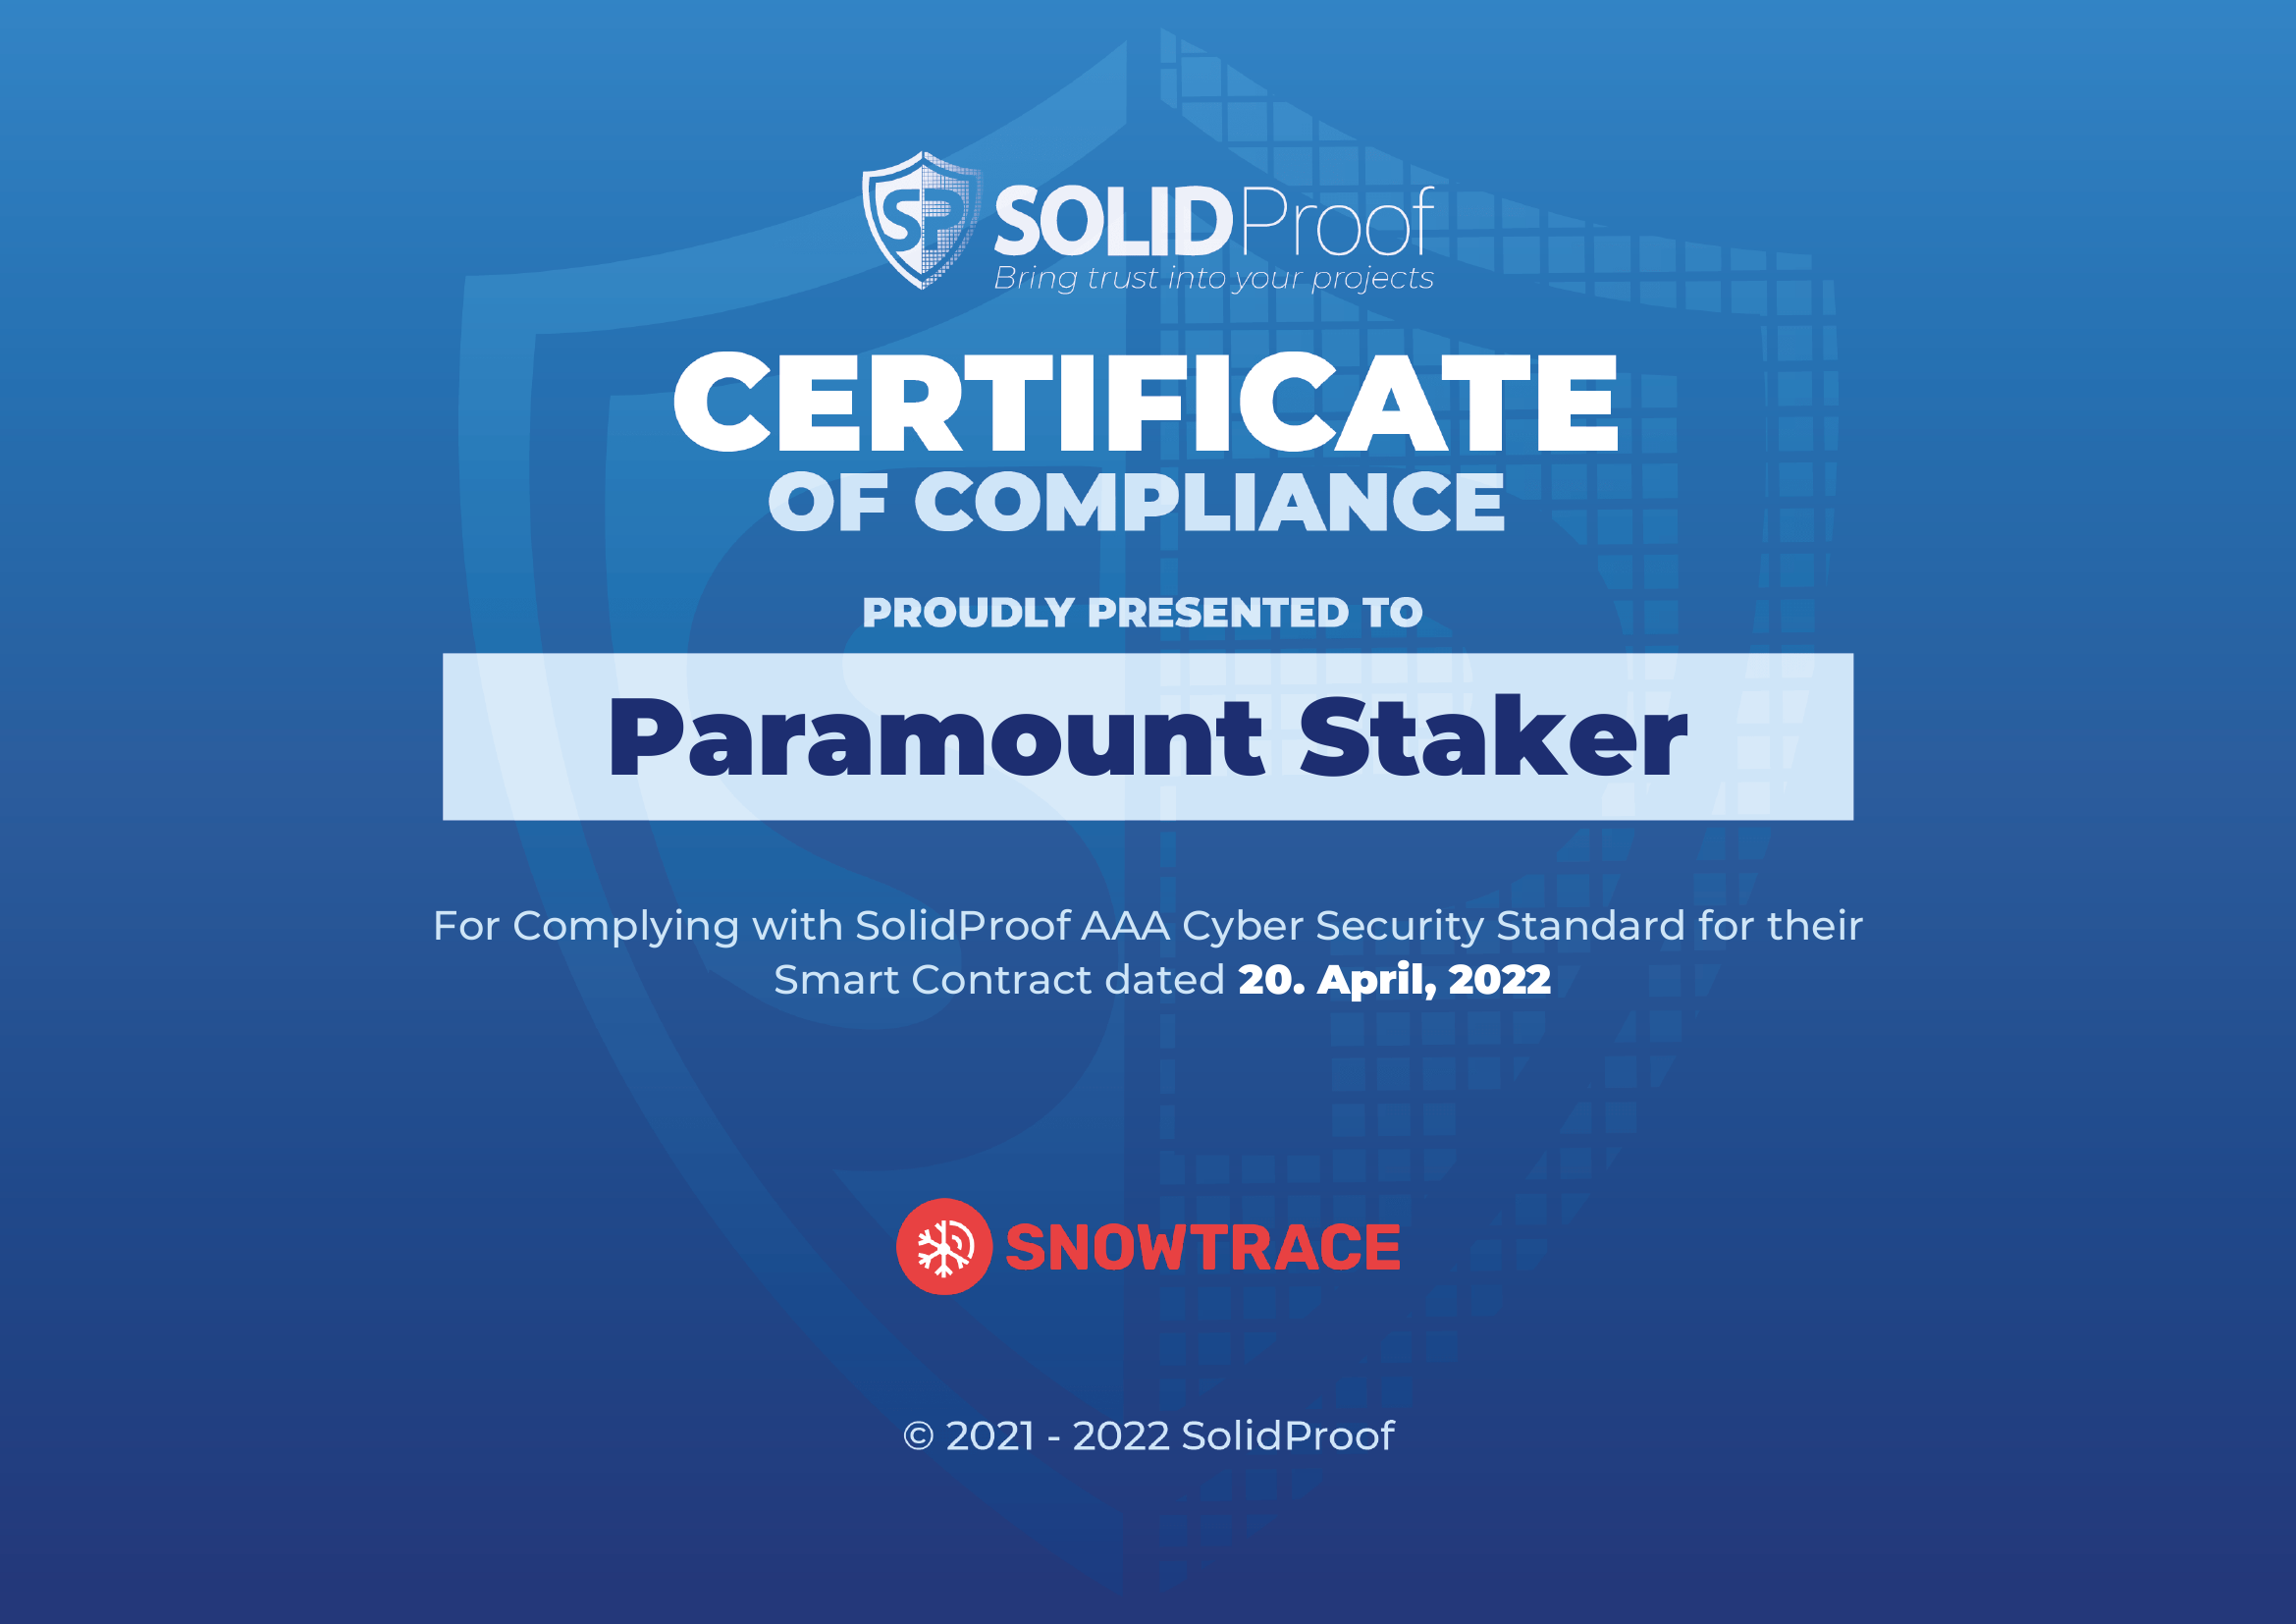 SP SOLIDProof
Bring trust into your projects
CERTIFICATE
OF COMPLIANCE
PROUDLY PRESENTED TO
Paramount Staker
For Complying with SolidProof AAA Cyber Security Standard for their
Smart Contract dated 20. April, 2022
SNOWTRACE
© 2021 - 2022 SolidProof